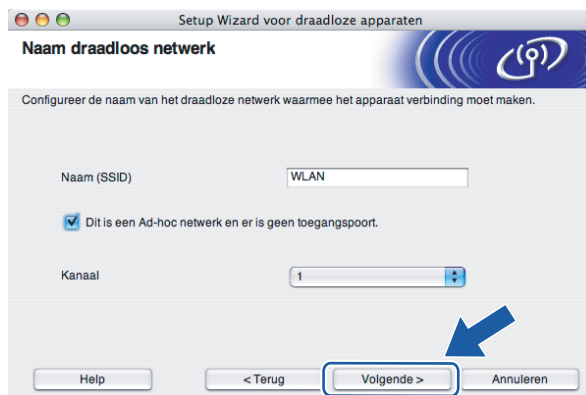 Setup Wizard voor draadloze apparaten
Naam draadloos netwerk
Configureer de naam van het draadloze netwerk waarmee het apparaat verbinding moet maken.
Naam (SSID)
WLAN
Dit is een Ad-hoc netwerk en er is geen toegangspoort.
Kanaal
1
Help
< Terug
Volgende >
Annuleren